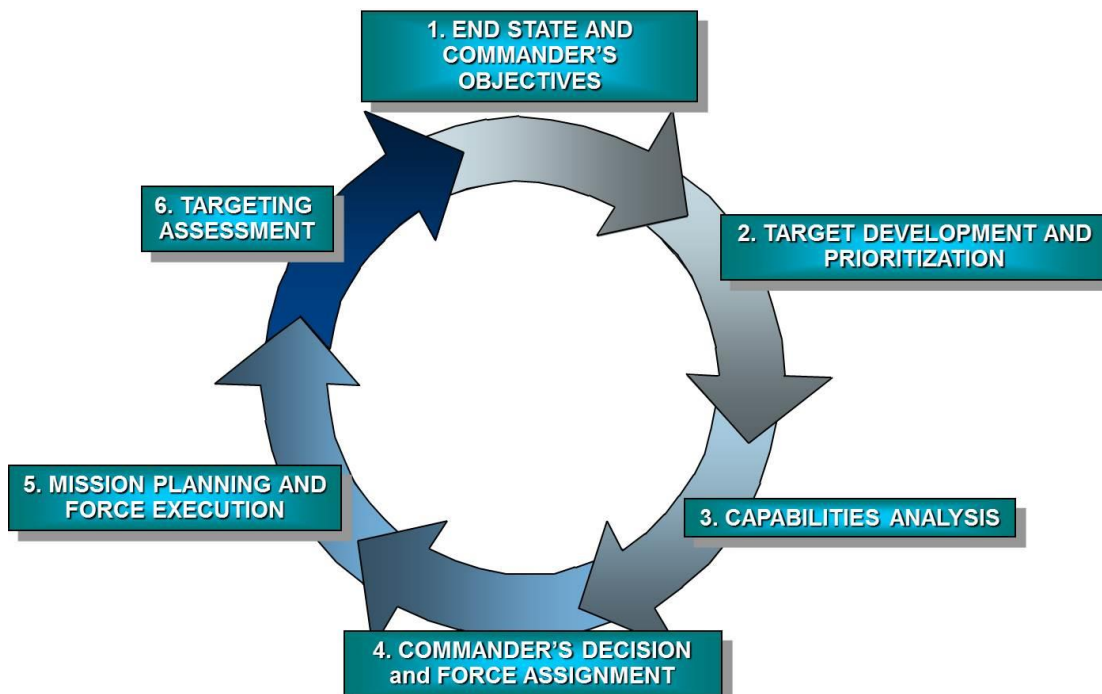 1. END STATE AND
COMMANDER'S
OBJECTIVES
2. TARGET DEVELOPMENT AND
PRIORITIZATION
3. CAPABILITIES ANALYSIS
4. COMMANDER'S DECISION
and FORCE ASSIGNMENT
5. MISSION PLANNING AND
FORCE EXECUTION
6. TARGETING
ASSESSMENT